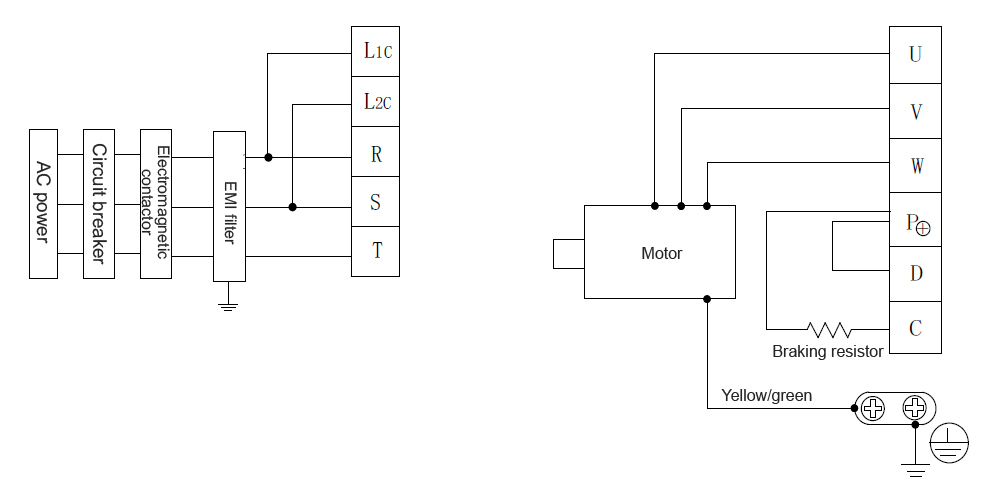 L1C
L2C
R
S
T
AC power
Circuit breaker
Electromagnetic
contactor
EMI filter
U
V
W
P⊕
D
C
Motor
Braking resistor
Yellow/green